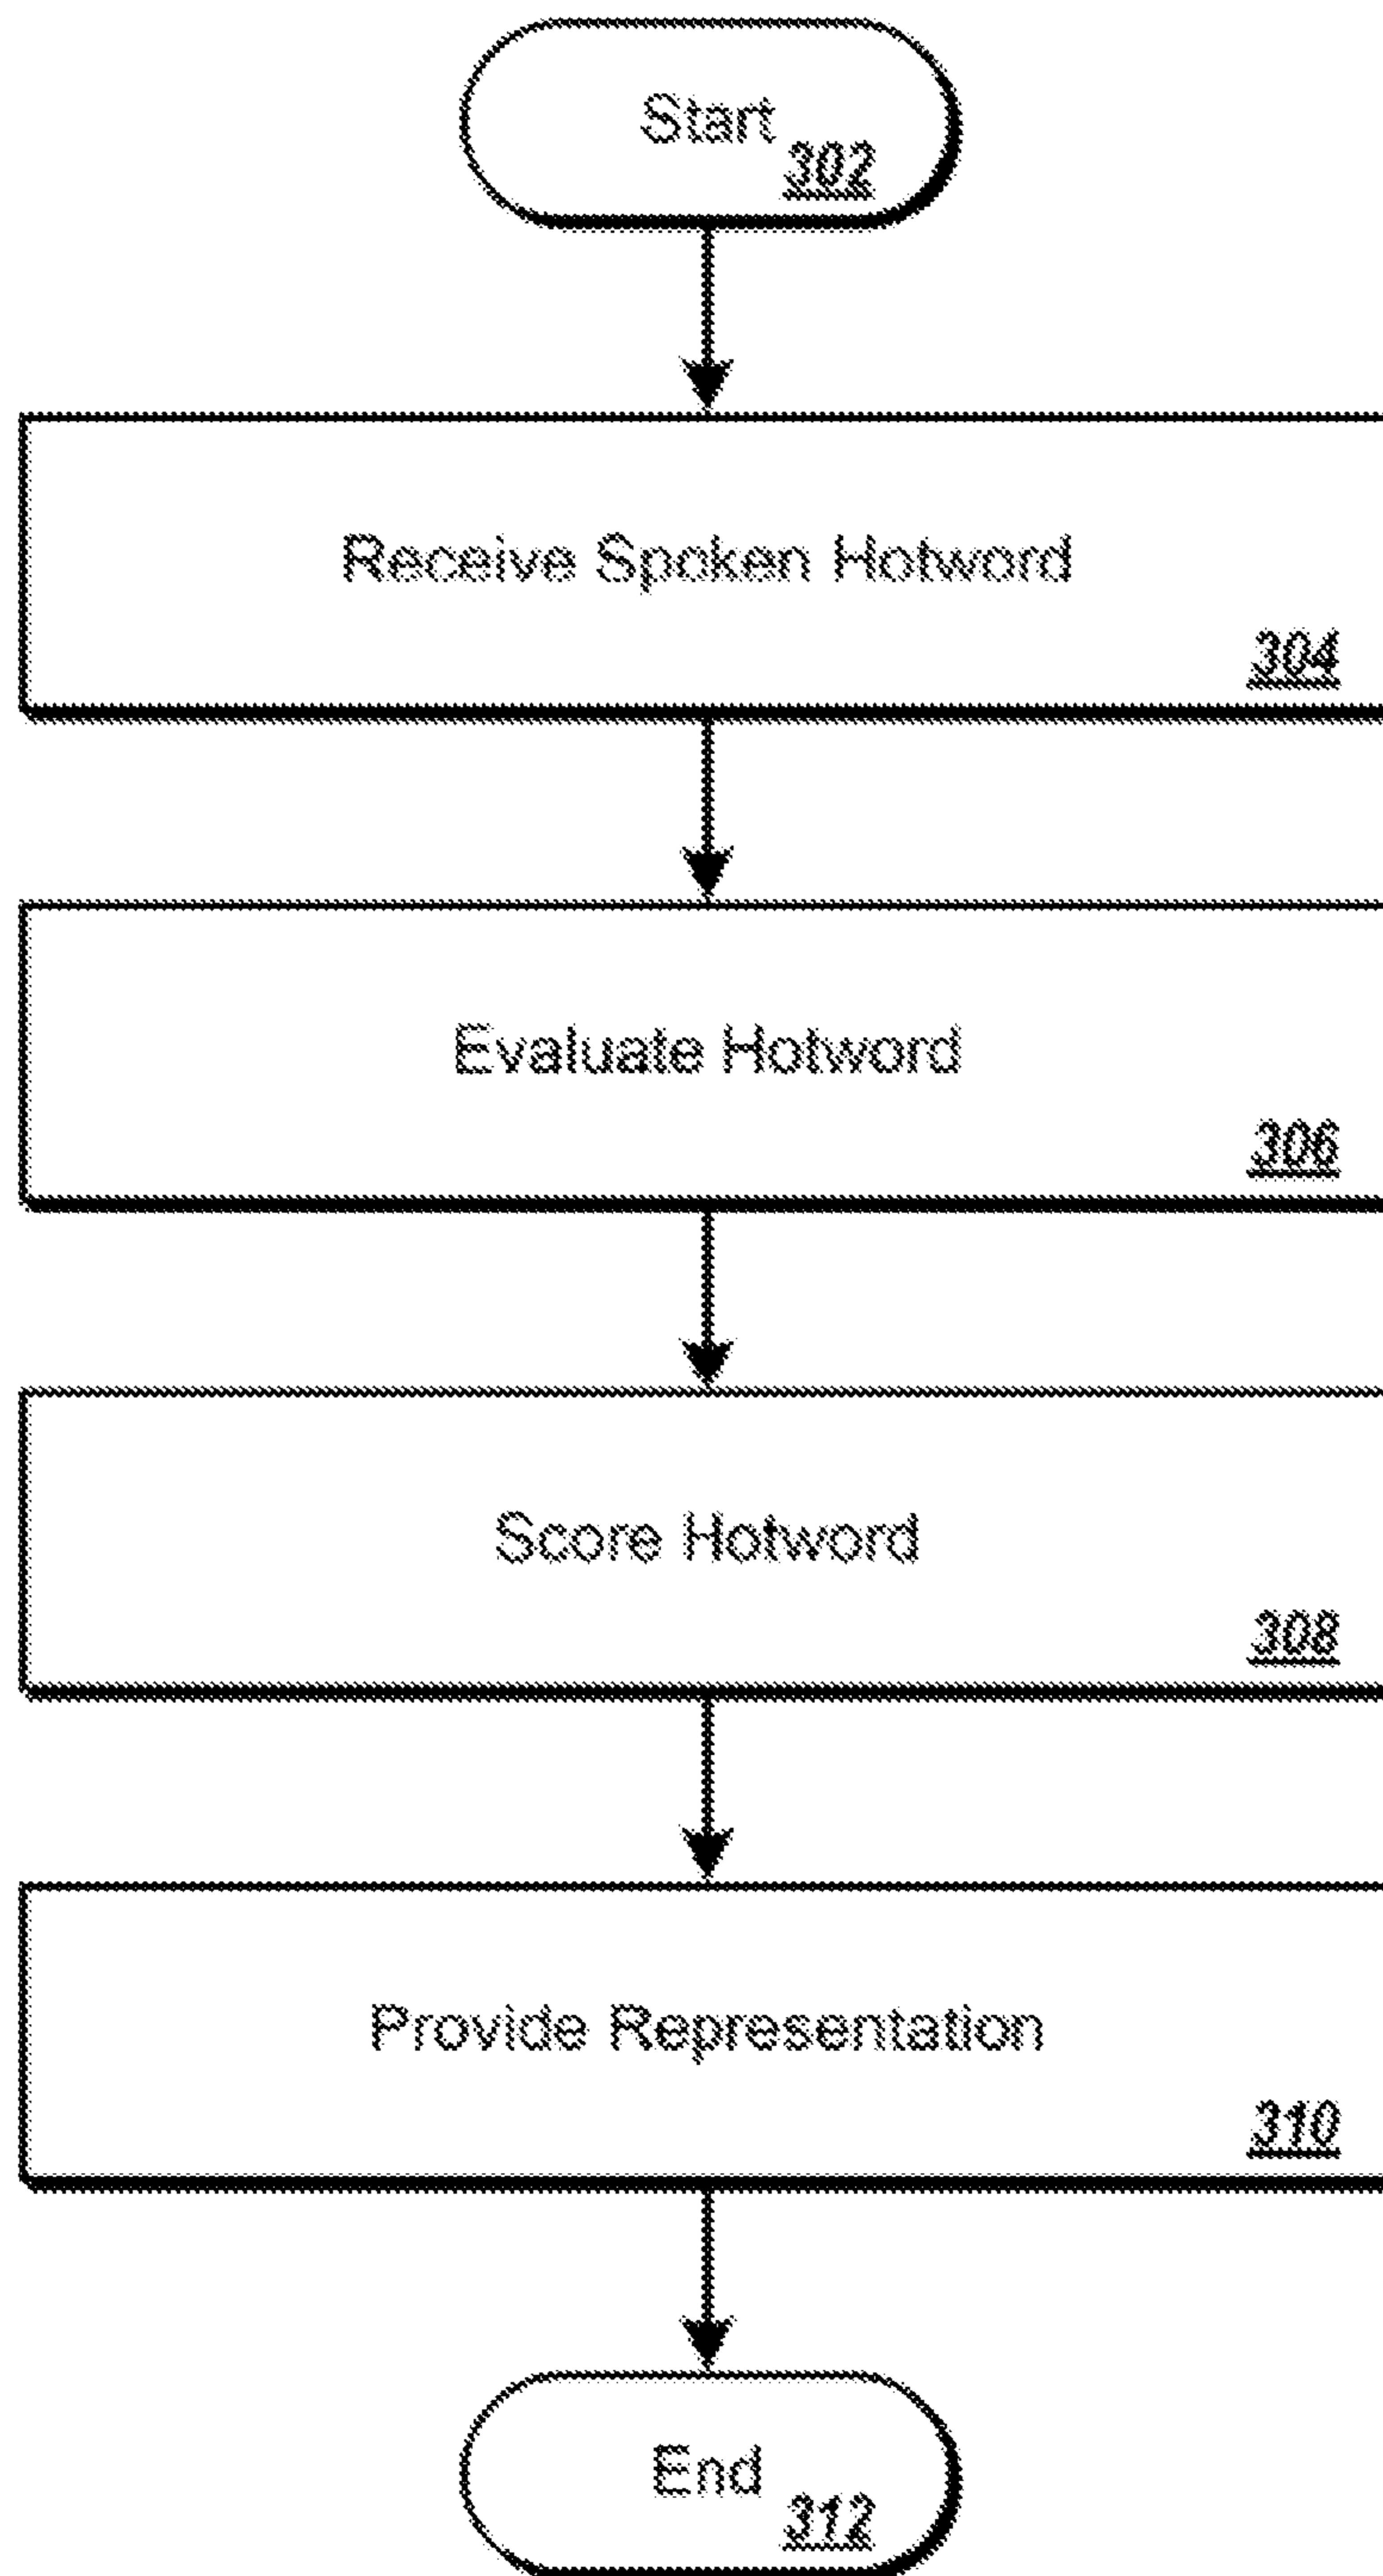 Start
302
Receive Spoken Hotword
304
Evaluate Hotword
306
Score Hotword
308
Provide Representation
310
End
312